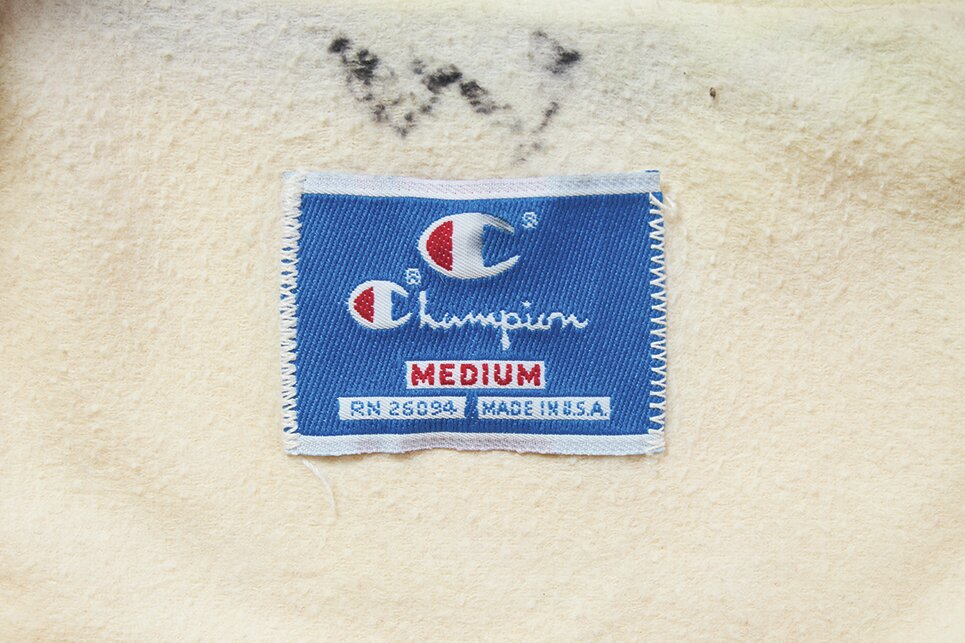 ®
Champion®
MEDIUM
RN 26094 MADE IN U.S.A.